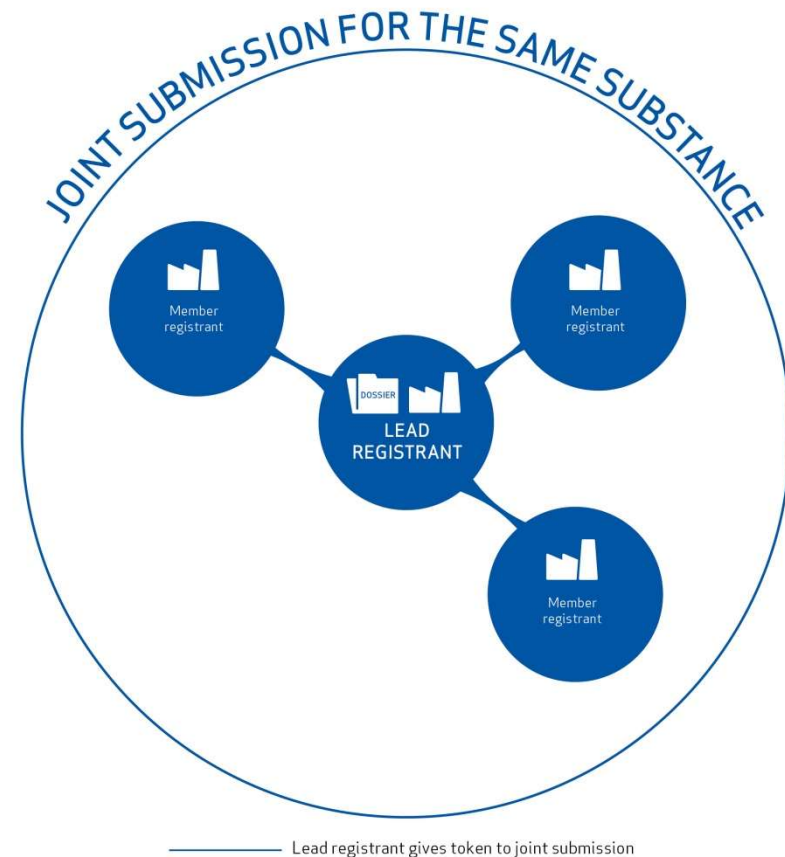 JOINT SUBMISSION FOR THE SAME SUBSTANCE
Member
registrant
Member
registrant
DOSSIER
LEAD
REGISTRANT
Member
registrant
Lead registrant gives token to joint submission